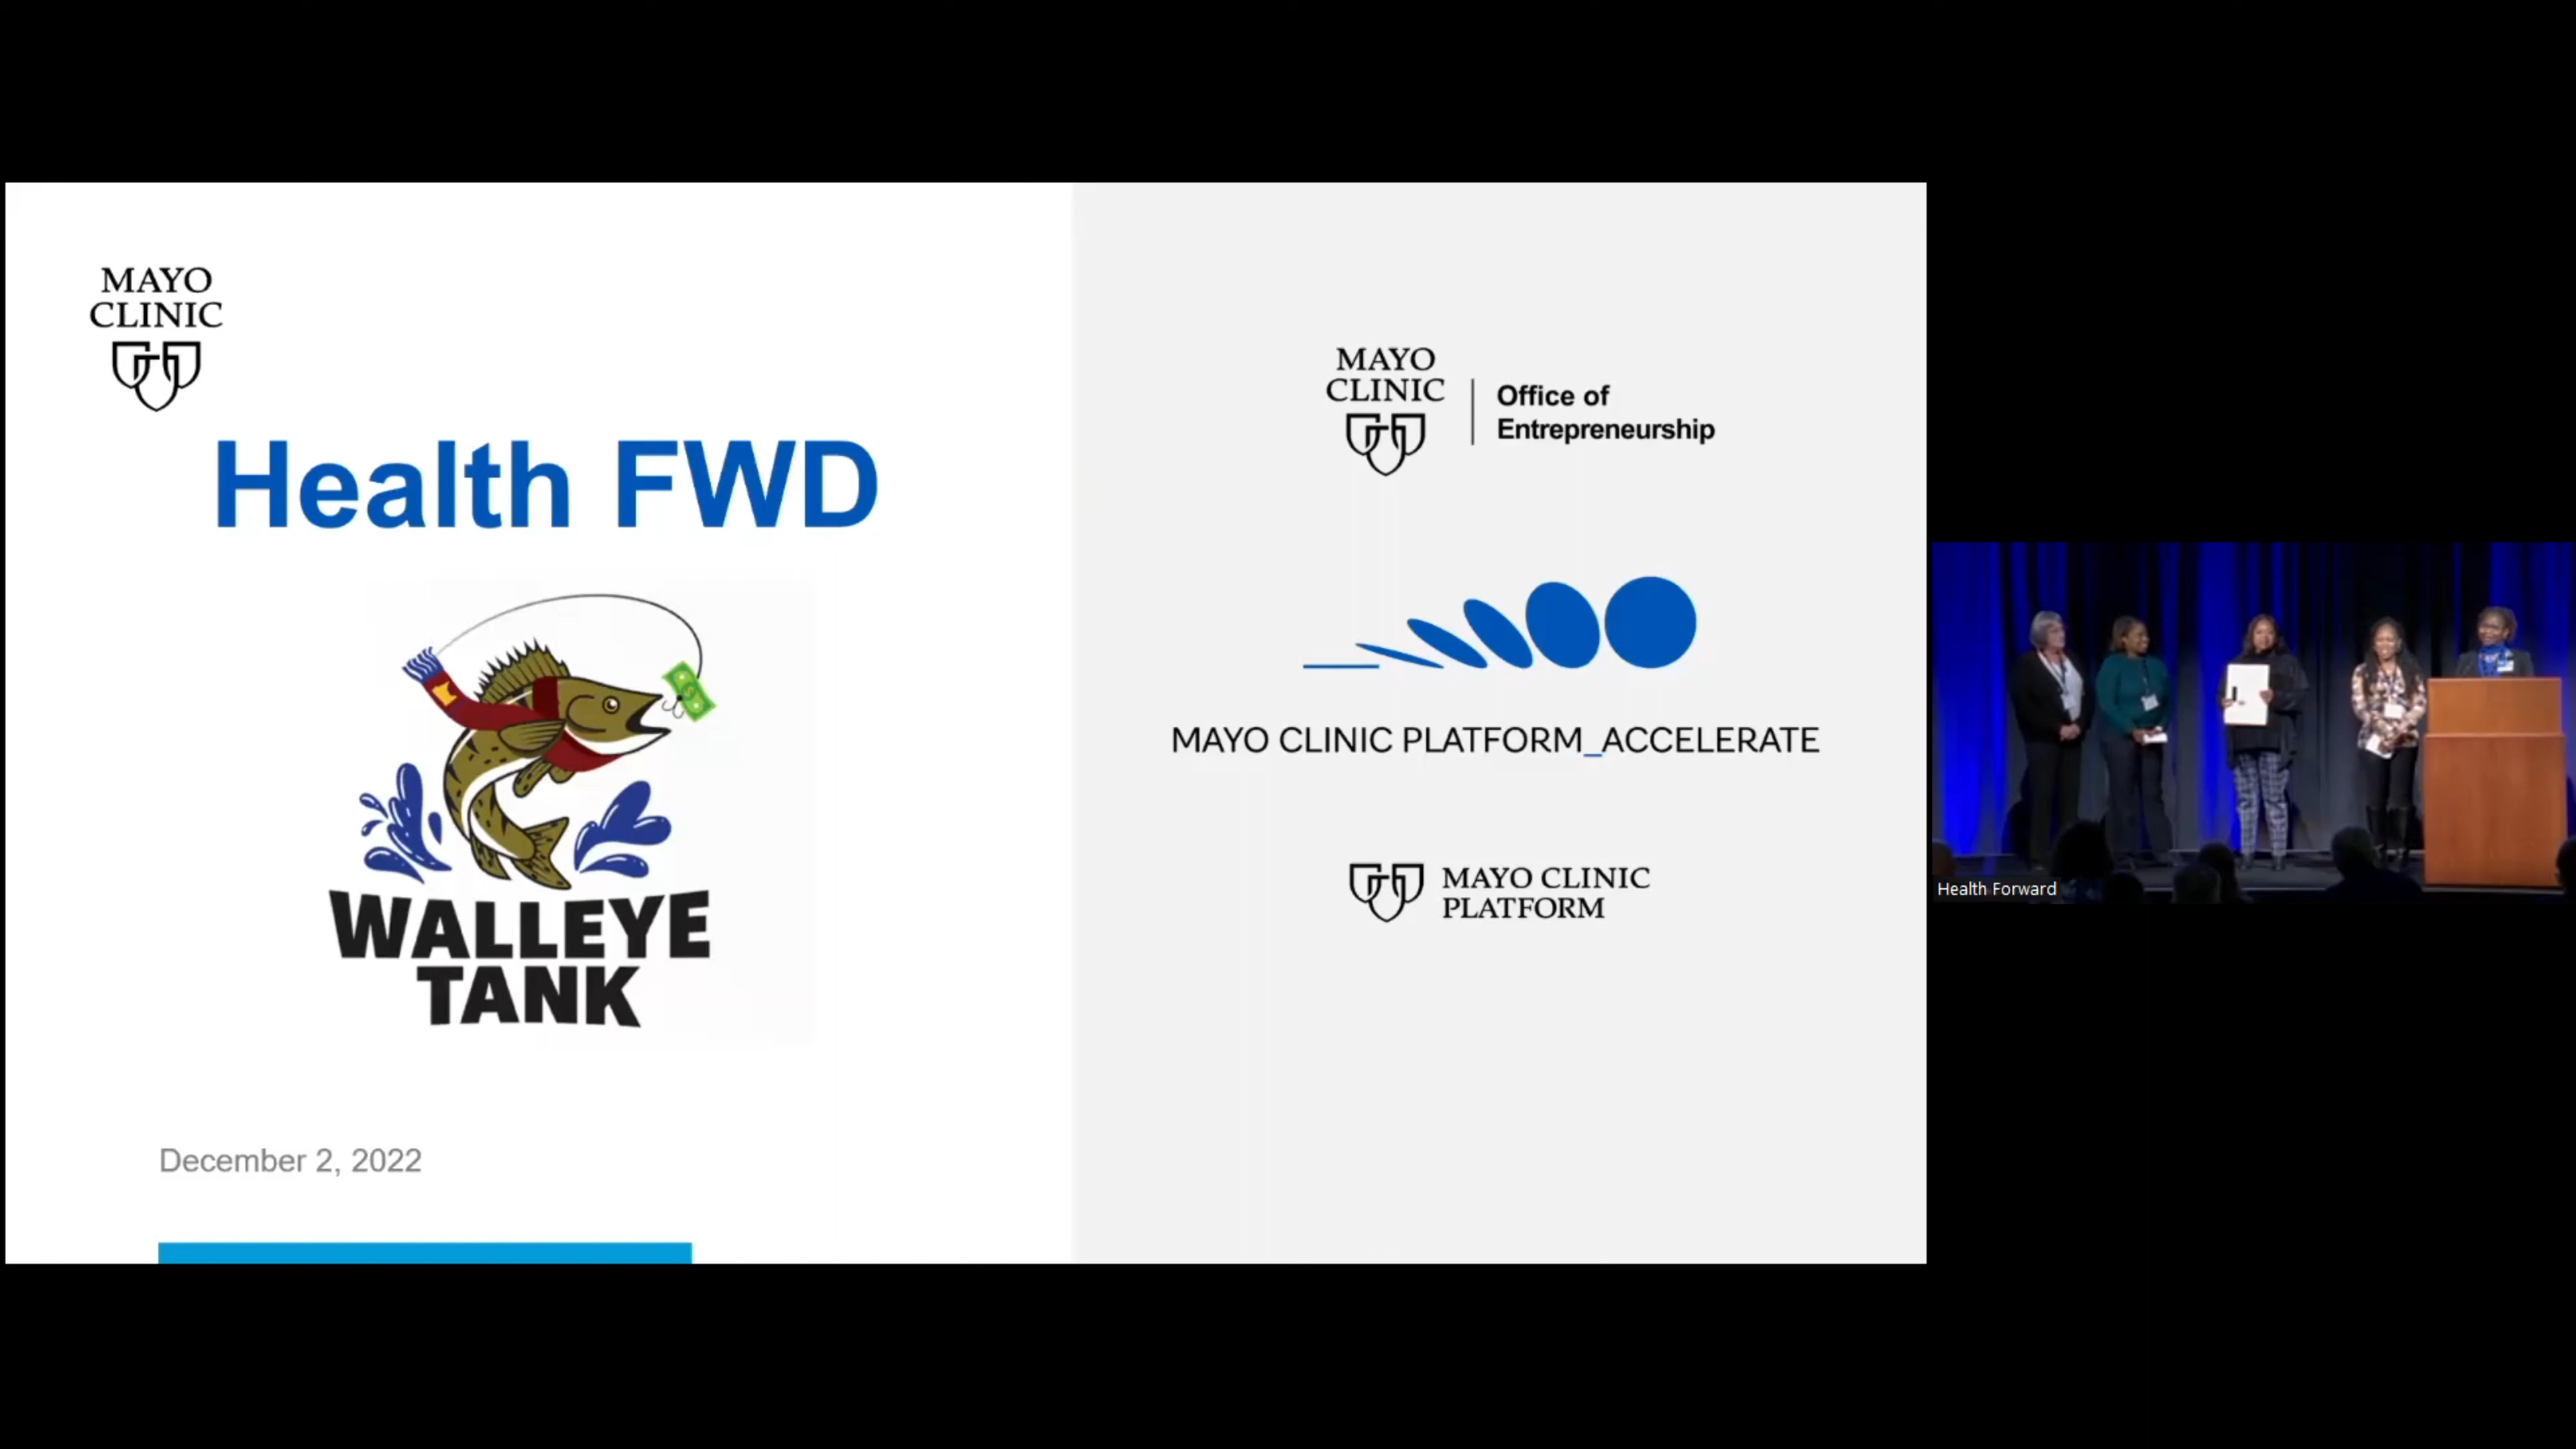 MAYO
CLINIC
Health FWD
WALLEYE
TANK
December 2, 2022
MAYO
CLINIC
Office of
Entrepreneurship
MAYO CLINIC PLATFORM_ACCELERATE
MAYO CLINIC
PLATFORM
Health Forward